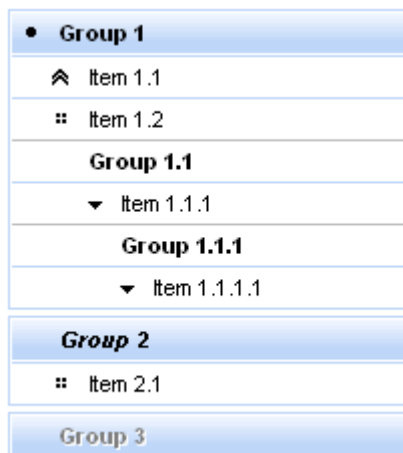 Group 1
Item 1.1
Item 1.2
Group 1.1
Item 1.1.1
Group 1.1.1
Item 1.1.1.1
Group 2
Item 2.1
Group 3